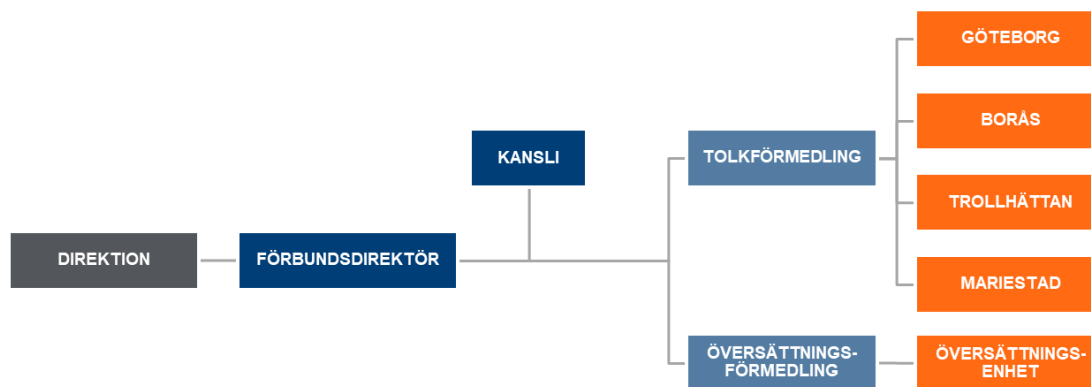 DIREKTION
FÖRBUNDSDIREKTÖR
KANSLI
TOLKFÖRMEDLING
GÖTEBORG
BORÅS
TROLLHÄTTAN
MARIESTAD
ÖVERSÄTTNINGS-
FÖRMEDLING
ÖVERSÄTTNINGS-
ENHET